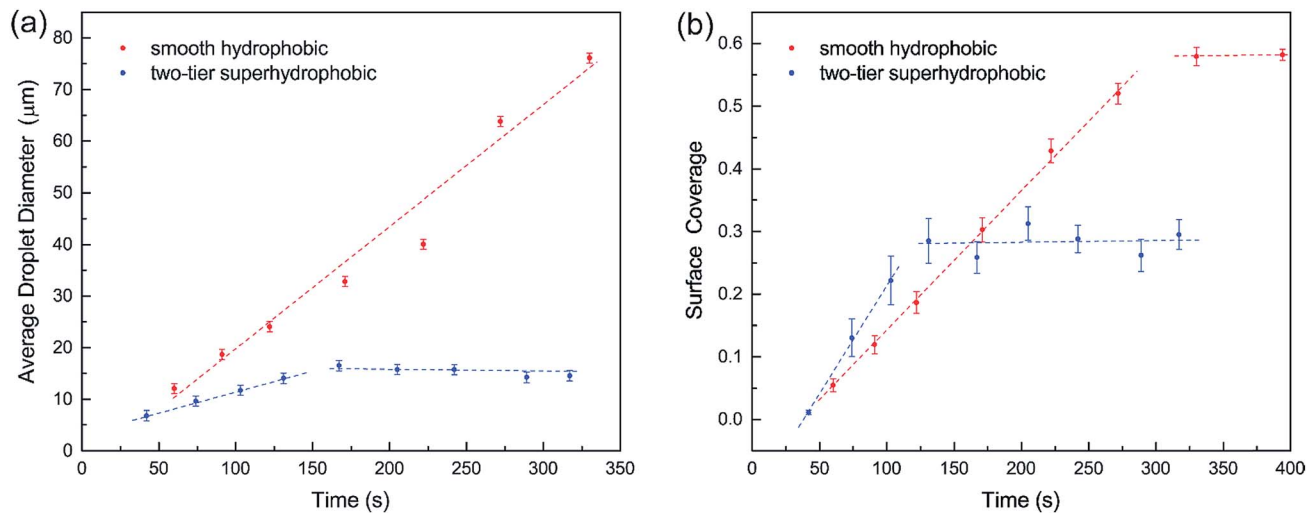 (a)
smooth hydrophobic
two-tier superhydrophobic
Average Droplet Diameter (μm)
80
70
60
50
40
30
20
10
0
0 50 100 150 200 250 300 350
Time (s)
(b)
smooth hydrophobic
two-tier superhydrophobic
Surface Coverage
0.6
0.5
0.4
0.3
0.2
0.1
0.0
0 50 100 150 200 250 300 350 400
Time (s)